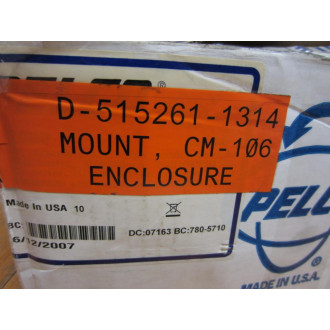 PELCO
D-515261-1314
MOUNT, CM-106
ENCLOSURE
Made In USA 10
BC:
DC:07163 BC:780-5710
6/12/2007
PELC
MADE IN U.S.A.